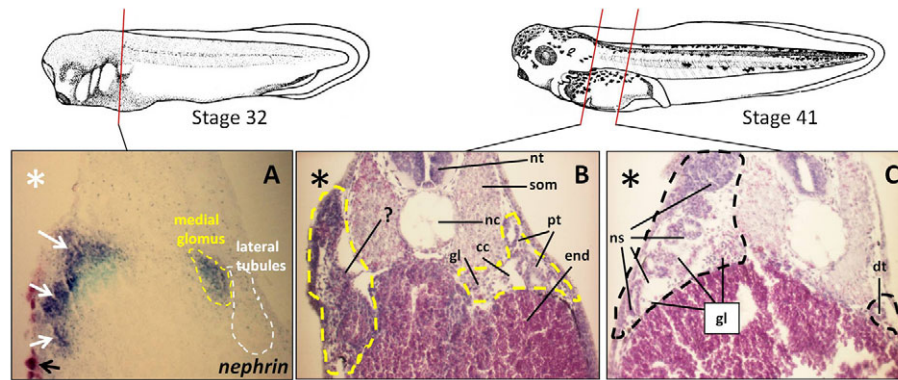 Stage 32
Stage 41
* A
medial
glomus
lateral
tubules
nephrin
* B
nt
som
?
nc
pt
gl
cc
end
* C
ns
dt
gl